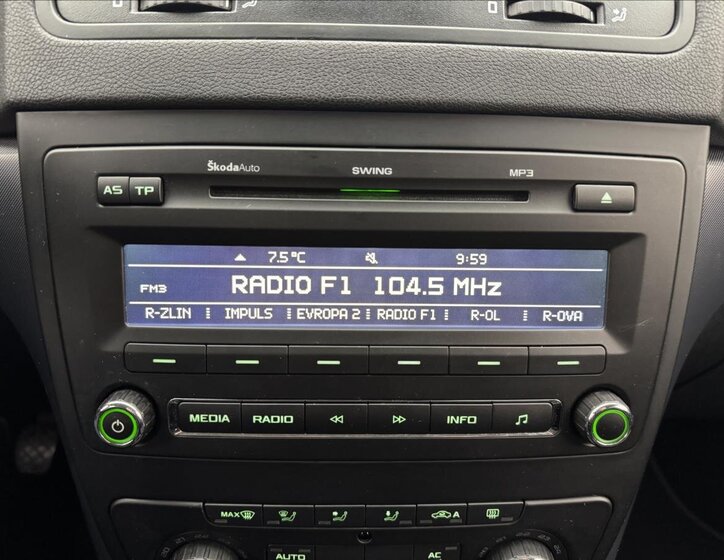 ŠkodaAuto SWING MP3
AS TP
7.5°C 9:59
FM3 RADIO F1 104.5 MHz
R-ZLIN IMPULS EVROPA 2 RADIO F1 R-OL R-OVA
MEDIA RADIO INFO
MAX A
AUTO AC